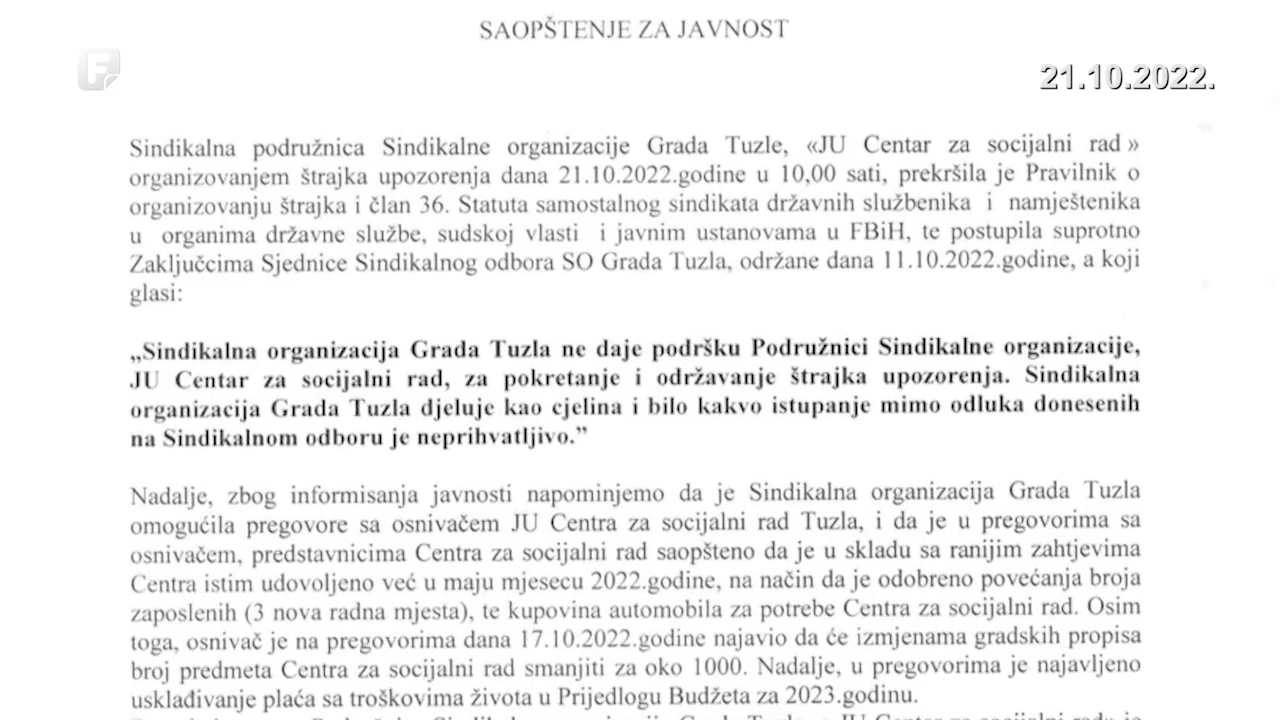 SAOPŠTENJE ZA JAVNOST
F
21.10.2022.
Sindikalna podružnica Sindikalne organizacije Grada Tuzle, «JU Centar za socijalni rad»
organizovanjem štrajka upozorenja dana 21.10.2022.godine u 10,00 sati, prekršila je Pravilnik o
organizovanju štrajka i član 36. Statuta samostalnog sindikata državnih službenika i namještenika
u organima državne službe, sudskoj vlasti i javnim ustanovama u FBiH, te postupila suprotno
Zaključcima Sjednice Sindikalnog odbora SO Grada Tuzla, održane dana 11.10.2022.godine, a koji
glasi:
„Sindikalna organizacija Grada Tuzla ne daje podršku Podružnici Sindikalne organizacije,
JU Centar za socijalni rad, za pokretanje i održavanje štrajka upozorenja. Sindikalna
organizacija Grada Tuzla djeluje kao cjelina i bilo kakvo istupanje mimo odluka donesenih
na Sindikalnom odboru je neprihvatljivo.”
Nadalje, zbog informisanja javnosti napominjemo da je Sindikalna organizacija Grada Tuzla
omogućila pregovore sa osnivačem JU Centra za socijalni rad Tuzla, i da je u pregovorima sa
osnivačem, predstavnicima Centra za socijalni rad saopšteno da je u skladu sa ranijim zahtjevima
Centra istim udovoljeno već u maju mjesecu 2022.godine, na način da je odobreno povećanja broja
zaposlenih (3 nova radna mjesta), te kupovina automobila za potrebe Centra za socijalni rad. Osim
toga, osnivač je na pregovorima dana 17.10.2022.godine najavio da će izmjenama gradskih propisa
broj predmeta Centra za socijalni rad smanjiti za oko 1000. Nadalje, u pregovorima je najavljeno
usklađivanje plaća sa troškovima života u Prijedlogu Budžeta za 2023.godinu.